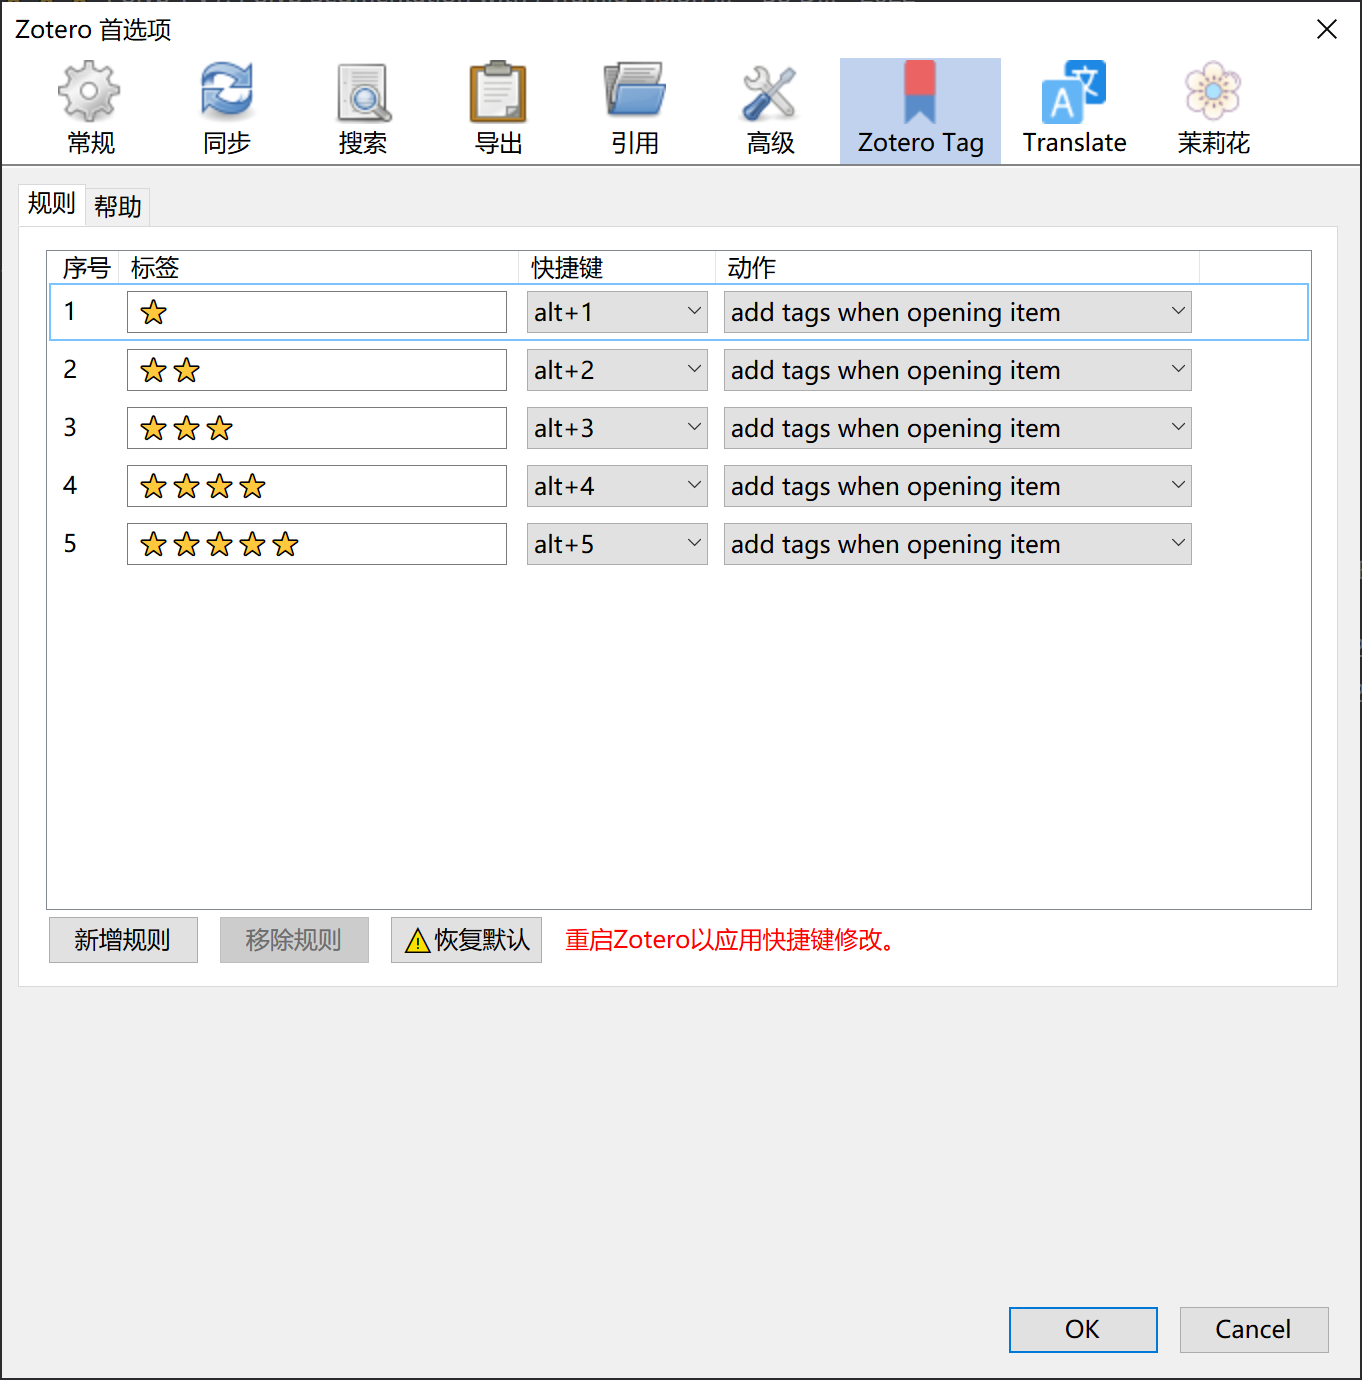 Zotero 首选项
常规 同步 搜索 导出 引用 高级 Zotero Tag Translate 茉莉花
规则 帮助
序号 标签 快捷键 动作
1 ⭐ alt+1 add tags when opening item
2 ⭐⭐ alt+2 add tags when opening item
3 ⭐⭐⭐ alt+3 add tags when opening item
4 ⭐⭐⭐⭐ alt+4 add tags when opening item
5 ⭐⭐⭐⭐⭐ alt+5 add tags when opening item
新增规则 移除规则 恢复默认 重启Zotero以应用快捷键修改。
OK Cancel